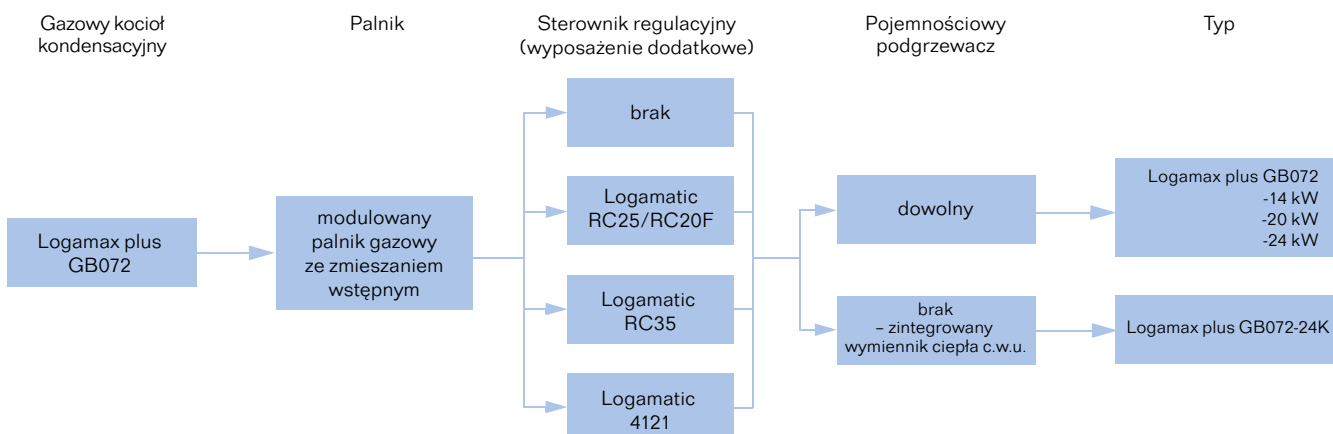 Gazowy kocioł
kondensacyjny
Palnik
Sterownik regulacyjny
(wyposażenie dodatkowe)
Pojemnościowy
podgrzewacz
Typ
Logamax plus
GB072
modulowany
palnik gazowy
ze zmieszaniem
wstępnym
brak
Logamatic
RC25/RC20F
Logamatic
RC35
Logamatic
4121
dowolny
brak
– zintegrowany
wymiennik ciepła c.w.u.
Logamax plus GB072
-14 kW
-20 kW
-24 kW
Logamax plus GB072-24K